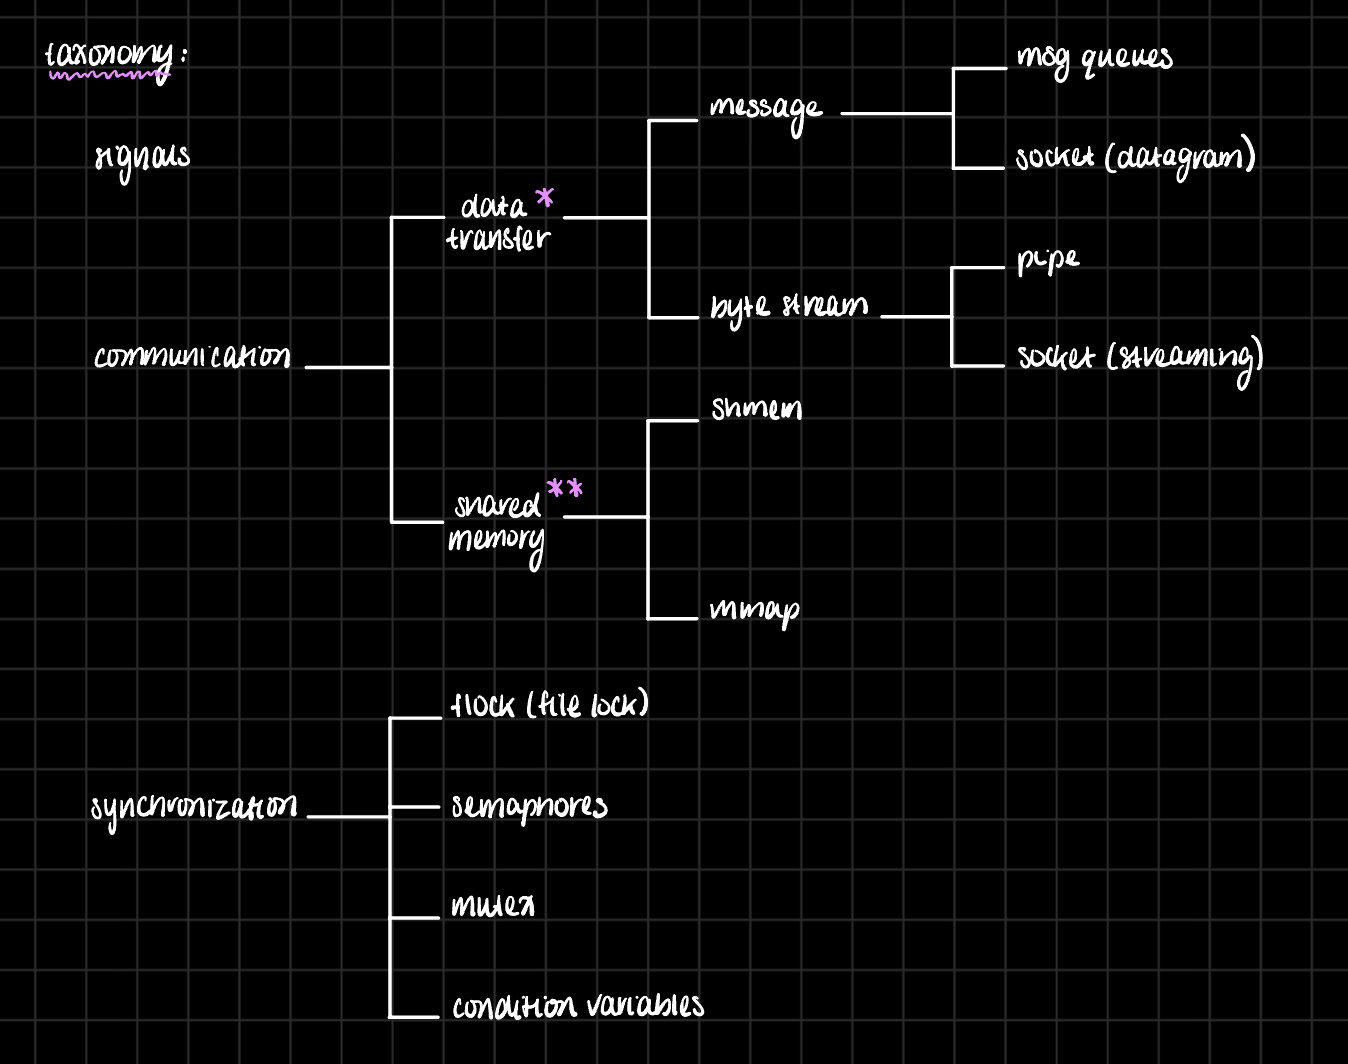 taxonomy:
signals
communication
data *
transfer
message
msg queues
socket (datagram)
byte stream
pipe
socket (streaming)
shared **
memory
shmem
mmap
synchronization
flock (file lock)
semaphores
mutex
condition variables